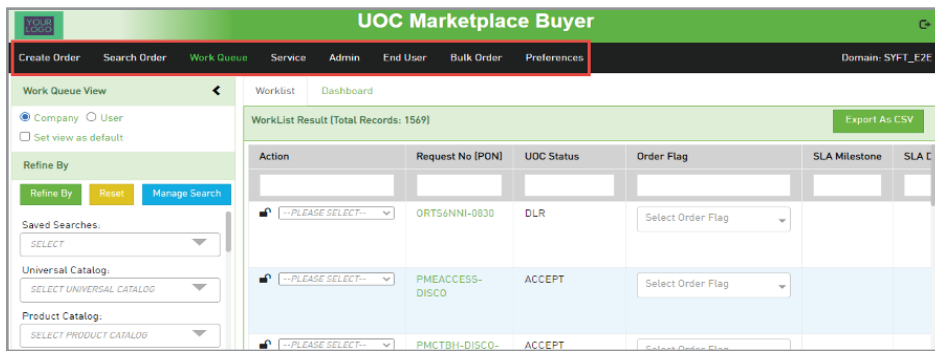 YOUR
LOGO
UOC Marketplace Buyer
Create Order Search Order Work Queue Service Admin End User Bulk Order Preferences Domain: SYFT_E2E
Work Queue View
Company User
Set view as default
Refine By
Refine By Reset Manage Search
Saved Searches:
SELECT
Universal Catalog:
SELECT UNIVERSAL CATALOG
Product Catalog:
SELECT PRODUCT CATALOG
Worklist Dashboard
WorkList Result (Total Records: 1569) Export As CSV
Action Request No (PON) UOC Status Order Flag SLA Milestone SLA
--PLEASE SELECT-- ORTS6NNI-0830 DLR Select Order Flag
--PLEASE SELECT-- PMEACCESS- ACCEPT Select Order Flag
DISCO
--PLEASE SELECT-- PMCTBH-DISCO- ACCEPT Select Order Flag